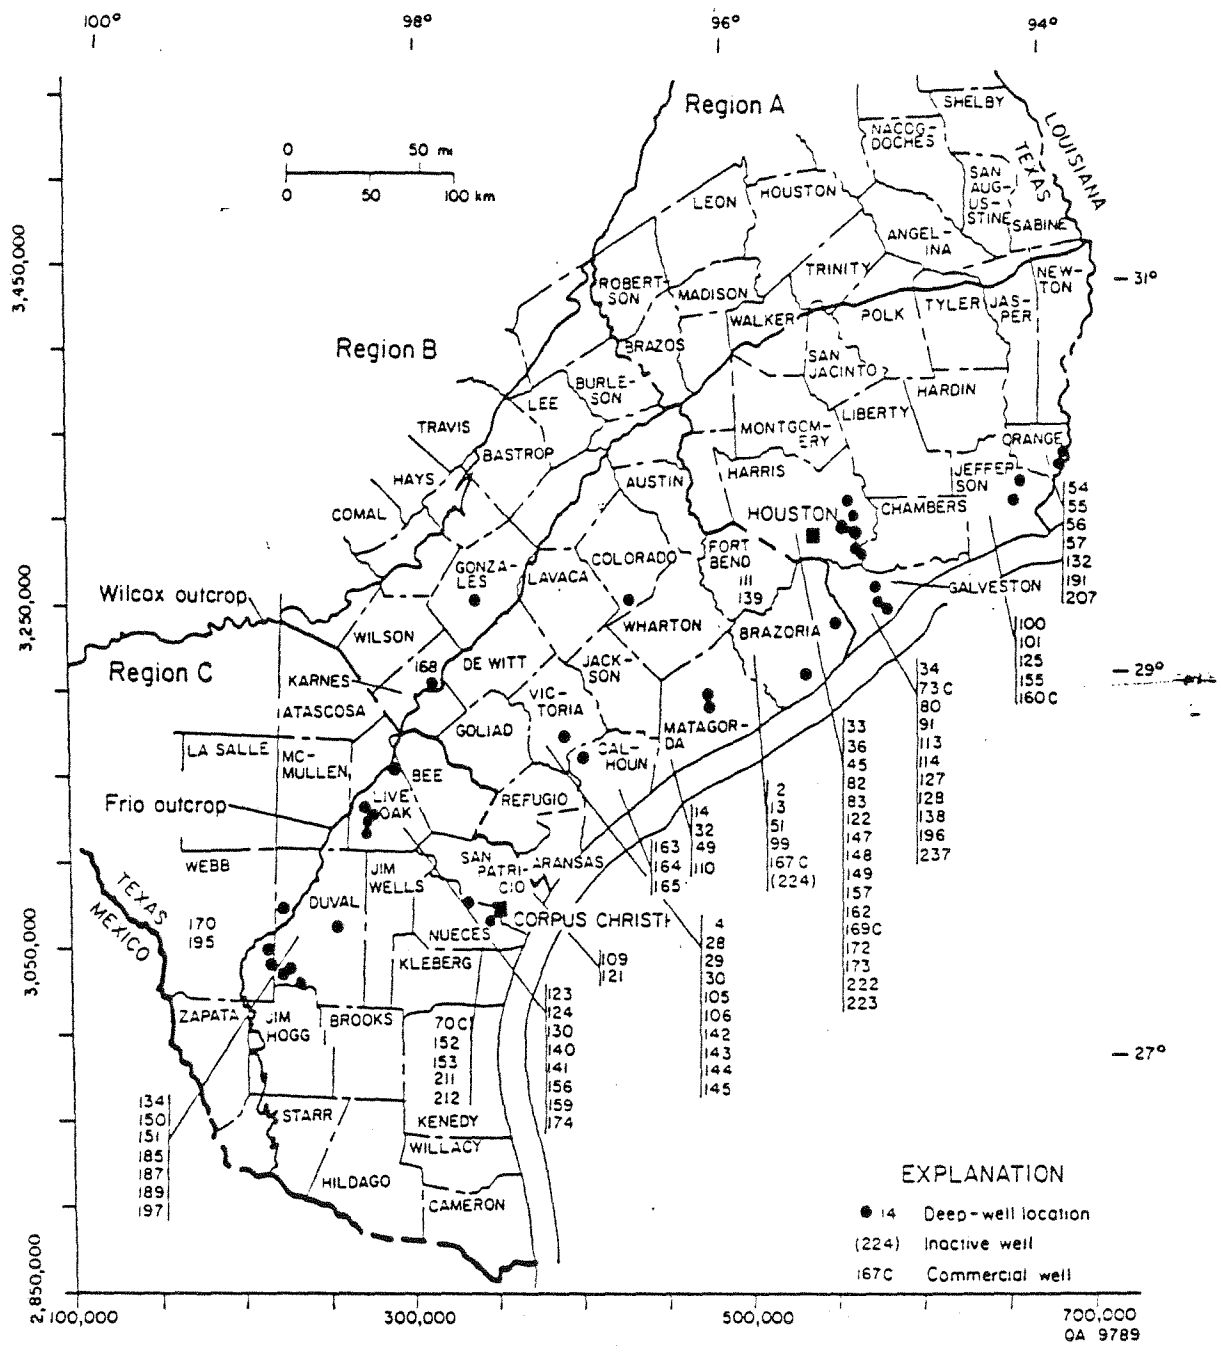 100°
98°
96°
94°
Region A
SHELBY
NACOG-
DOCHES
LOUISIANA
TEXAS
0
50 mi
0
50
100 km
SAN
AUG-
US-
TINE
SABINE
LEON
HOUSTON
ANGEL-
INA
3,450,000
31°
ROBERT-
SON
MADISON
TRINITY
NEW-
TON
WALKER
POLK
TYLER
JAS-
PER
Region B
BRAZOS
SAN
JACINTO
HARDIN
BURLE-
SON
LEE
LIBERTY
TRAVIS
MONTGOM-
ERY
ORANGE
BASTROP
HARRIS
JEFFER
SON
HAYS
AUSTIN
COMAL
HOUSTON
CHAMBERS
54
55
56
57
132
191
207
GONZA-
LES
LAVACA
COLORADO
FORT
BEND
111
139
GALVESTON
3,250,000
Wilcox outcrop
WILSON
WHARTON
BRAZORIA
100
101
125
155
160C
Region C
168
DE WITT
JACK-
SON
29°
KARNES
VIC-
TORIA
ATASCOSA
GOLIAD
MATAGOR-
DA
34
73C
80
91
113
114
127
128
138
196
237
LA SALLE
MC-
MULLEN
BEE
CAL-
HOUN
33
36
45
82
83
122
147
148
149
157
162
169C
172
173
222
223
Frio outcrop
LIVE
OAK
REFUGIO
2
13
51
99
167C
(224)
14
32
49
110
WEBB
JIM
WELLS
SAN
PATRI-
CIO
ARANSAS
163
164
165
TEXAS
MEXICO
DUVAL
170
195
NUECES
CORPUS CHRISTI
4
28
29
30
105
106
142
143
144
145
3,050,000
KLEBERG
109
121
123
124
130
140
141
156
159
174
ZAPATA
JIM
HOGG
BROOKS
70C
152
153
211
212
27°
134
150
151
185
187
189
197
STARR
KENEDY
WILLACY
HILDAGO
CAMERON
EXPLANATION
14 Deep-well location
(224) Inactive well
167C Commercial well
2,850,000
100,000
300,000
500,000
700,000
QA 9789